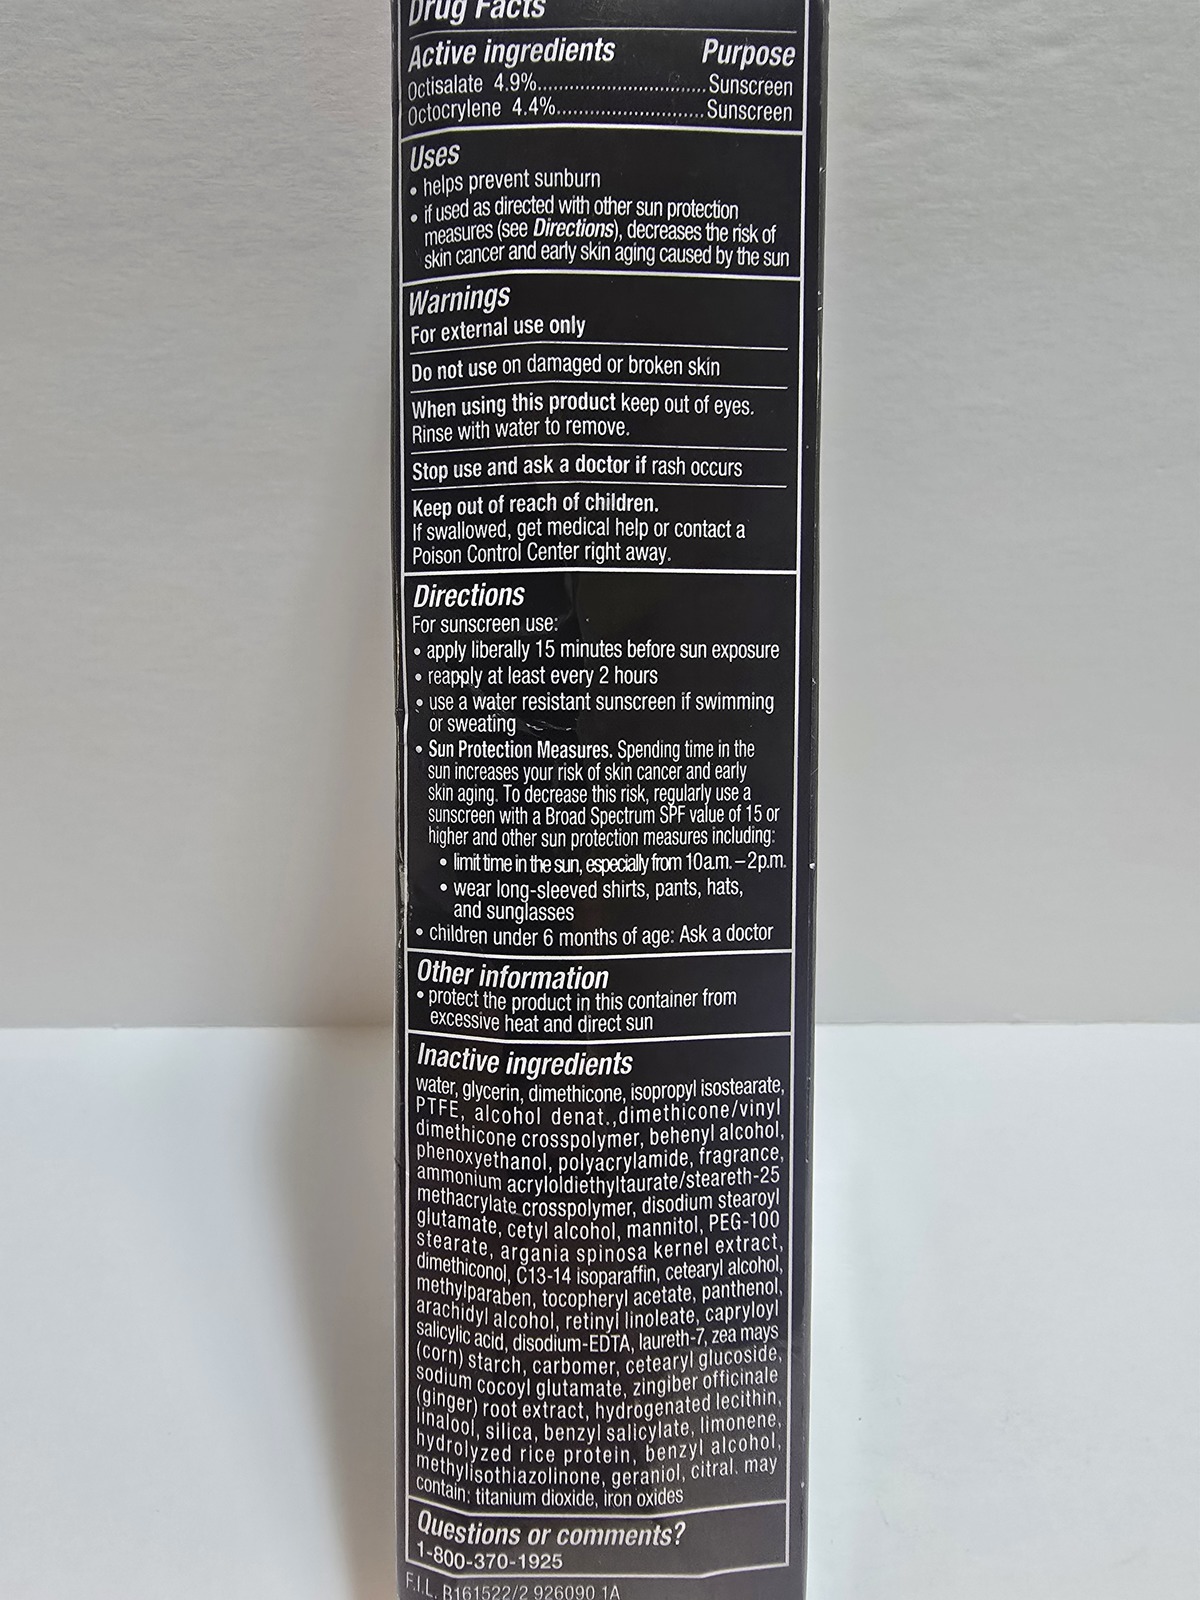 Drug Facts
Active ingredients Purpose
Octisalate 4.9%................................Sunscreen
Octocrylene 4.4%............................Sunscreen
Uses
• helps prevent sunburn
• if used as directed with other sun protection
measures (see Directions), decreases the risk of
skin cancer and early skin aging caused by the sun
Warnings
For external use only
Do not use on damaged or broken skin
When using this product keep out of eyes.
Rinse with water to remove.
Stop use and ask a doctor if rash occurs
Keep out of reach of children.
If swallowed, get medical help or contact a
Poison Control Center right away.
Directions
For sunscreen use:
• apply liberally 15 minutes before sun exposure
• reapply at least every 2 hours
• use a water resistant sunscreen if swimming
or sweating
• Sun Protection Measures. Spending time in the
sun increases your risk of skin cancer and early
skin aging. To decrease this risk, regularly use a
sunscreen with a Broad Spectrum SPF value of 15 or
higher and other sun protection measures including:
• limit time in the sun, especially from 10a.m. – 2p.m.
• wear long-sleeved shirts, pants, hats,
and sunglasses
• children under 6 months of age: Ask a doctor
Other information
• protect the product in this container from
excessive heat and direct sun
Inactive ingredients
water, glycerin, dimethicone, isopropyl isostearate,
PTFE, alcohol denat.,dimethicone/vinyl
dimethicone crosspolymer, behenyl alcohol,
phenoxyethanol, polyacrylamide, fragrance,
ammonium acryloldiethyltaurate/steareth-25
methacrylate crosspolymer, disodium stearoyl
glutamate, cetyl alcohol, mannitol, PEG-100
stearate, argania spinosa kernel extract,
dimethiconol, C13-14 isoparaffin, cetearyl alcohol,
methylparaben, tocopheryl acetate, panthenol,
arachidyl alcohol, retinyl linoleate, capryloyl
salicylic acid, disodium-EDTA, laureth-7, zea mays
(corn) starch, carbomer, cetearyl glucoside,
sodium cocoyl glutamate, zingiber officinale
(ginger) root extract, hydrogenated lecithin,
linalool, silica, benzyl salicylate, limonene,
hydrolyzed rice protein, benzyl alcohol,
methylisothiazolinone, geraniol, citral. may
contain: titanium dioxide, iron oxides
Questions or comments?
1-800-370-1925
F.I.L. B161522/2 926090 1A